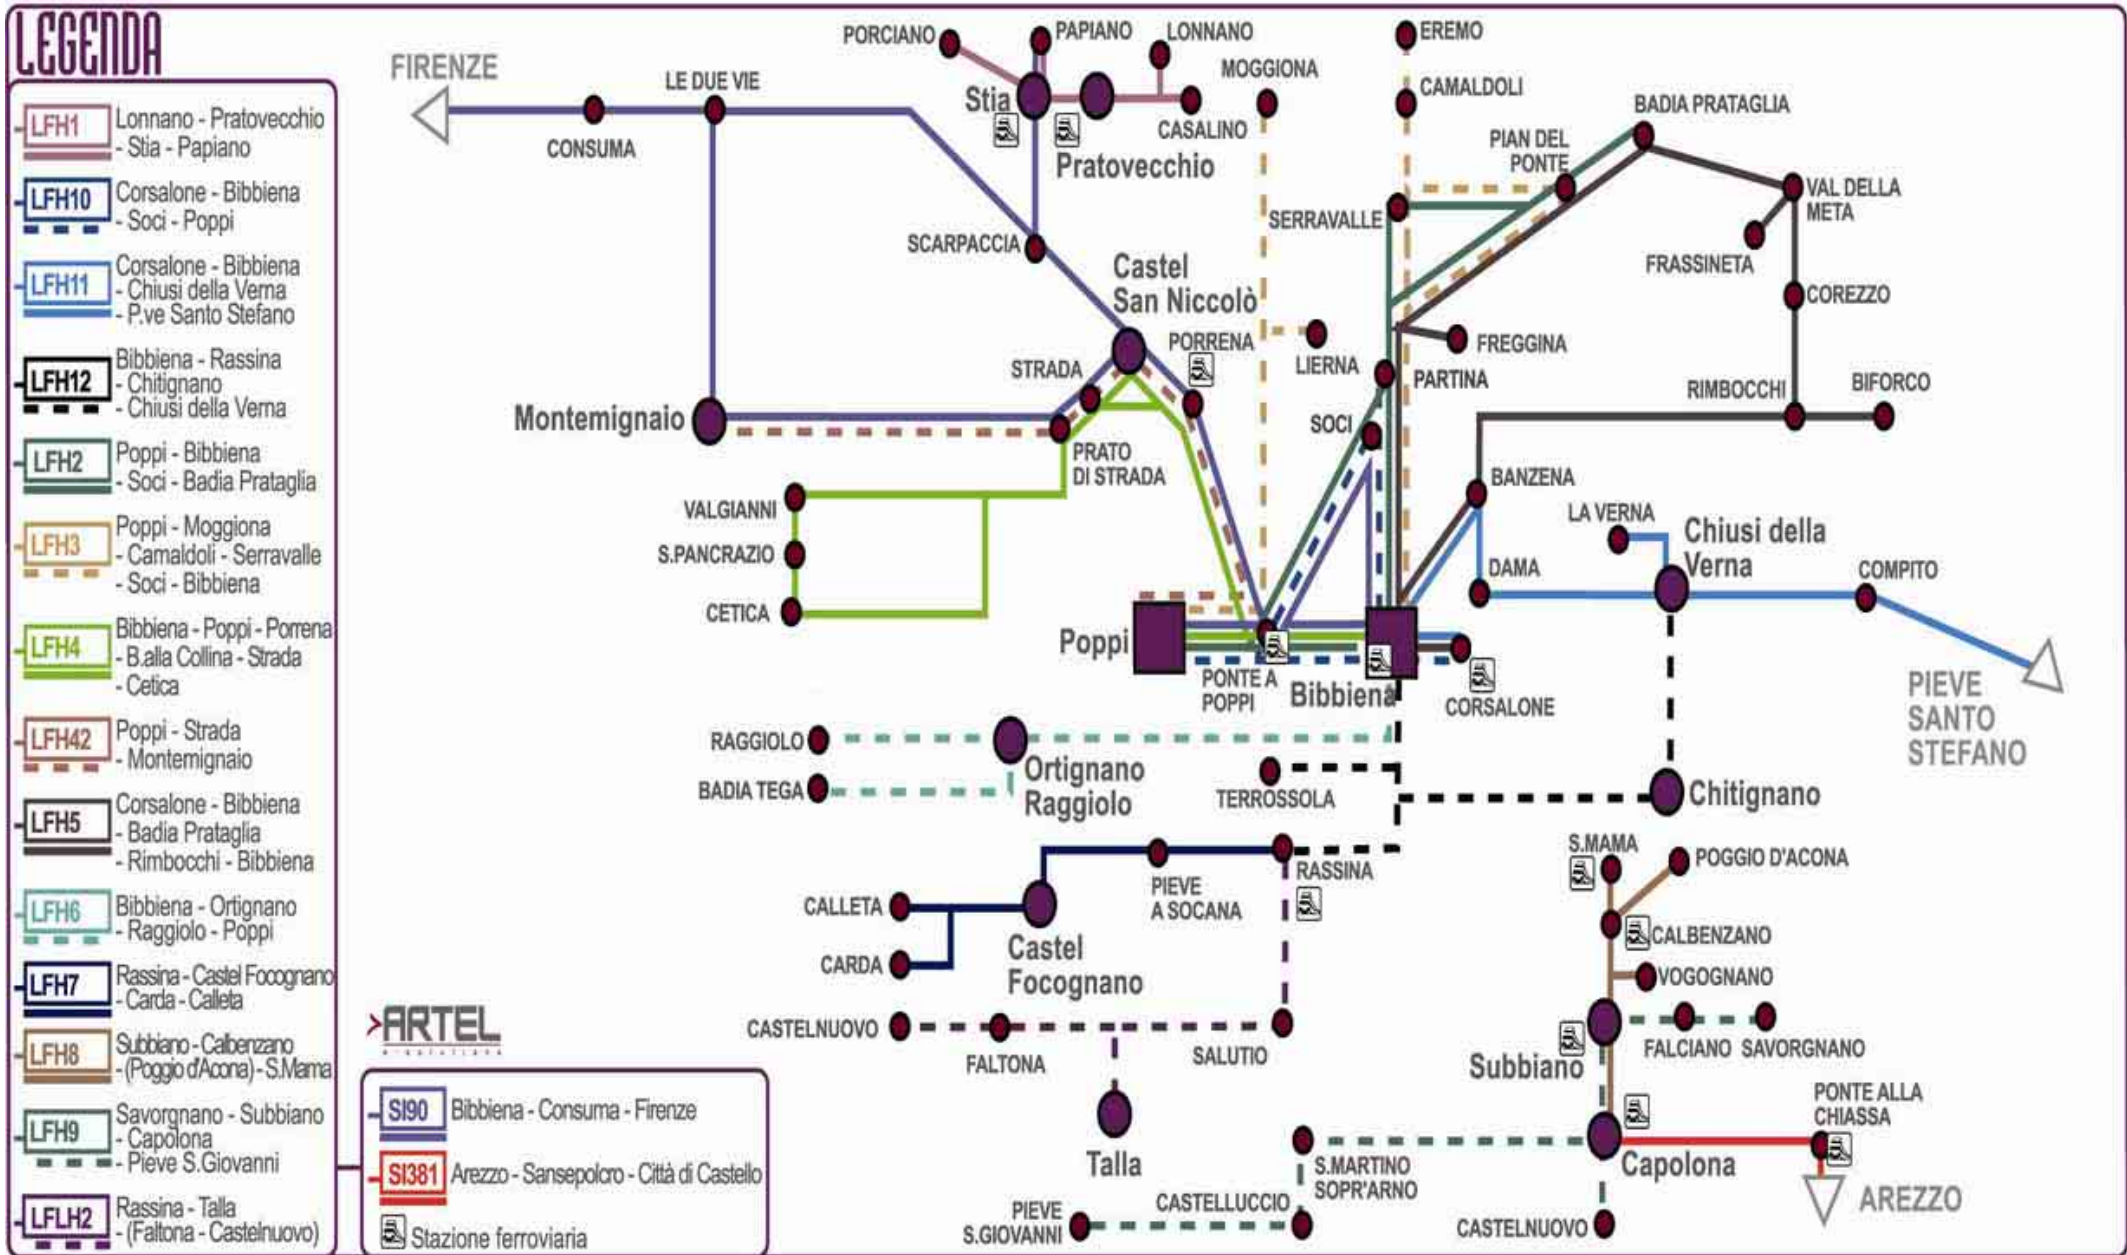 LEGENDA
LFH1
Lonnano - Pratovecchio
- Stia - Papiano
LFH10
Corsalone - Bibbiena
- Soci - Poppi
LFH11
Corsalone - Bibbiena
- Chiusi della Verna
- P.ve Santo Stefano
LFH12
Bibbiena - Rassina
- Chitignano
- Chiusi della Verna
LFH2
Poppi - Bibbiena
- Soci - Badia Prataglia
LFH3
Poppi - Moggiona
- Camaldoli - Serravalle
- Soci - Bibbiena
LFH4
Bibbiena - Poppi - Porrena
- B.alla Collina - Strada
- Cetica
LFH42
Poppi - Strada
- Montemignaio
LFH5
Corsalone - Bibbiena
- Badia Prataglia
- Rimbocchi - Bibbiena
LFH6
Bibbiena - Ortignano
- Raggiolo - Poppi
LFH7
Rassina - Castel Focognano
- Carda - Calleta
LFH8
Subbiano - Calbenzano
- (Poggio d'Acona) - S.Mama
LFH9
Savorgnano - Subbiano
- Capolona
- Pieve S.Giovanni
LFLH2
Rassina - Talla
- (Faltona - Castelnuovo)
ARTEL
SI90
Bibbiena - Consuma - Firenze
SI381
Arezzo - Sansepolcro - Città di Castello
Stazione ferroviaria
FIRENZE
CONSUMA
LE DUE VIE
PORCIANO
PAPIANO
LONNANO
Stia
CASALINO
Pratovecchio
MOGGIONA
EREMO
CAMALDOLI
BADIA PRATAGLIA
PIAN DEL
PONTE
SERRAVALLE
VAL DELLA
META
FRASSINETA
COREZZO
SCARPACCIA
Castel
San Niccolò
PORRENA
STRADA
LIERNA
FREGGINA
PARTINA
RIMBOCCHI
BIFORCO
Montemignaio
PRATO
DI STRADA
SOCI
BANZENA
VALGIANNI
S.PANCRAZIO
CETICA
LA VERNA
Chiusi della
Verna
DAMA
COMPITO
Poppi
PONTE A
POPPI
Bibbiena
CORSALONE
PIEVE
SANTO
STEFANO
RAGGIOLO
BADIA TEGA
Ortignano
Raggiolo
TERROSSOLA
Chitignano
RASSINA
PIEVE
A SOCANA
CALLETA
CARDA
Castel
Focognano
S.MAMA
POGGIO D'ACONA
CALBENZANO
VOGOGNANO
CASTELNUOVO
FALTONA
SALUTIO
Subbiano
FALCIANO
SAVORGNANO
Talla
PONTE ALLA
CHIASSA
Capolona
S.MARTINO
SOPR'ARNO
CASTELLUCCIO
PIEVE
S.GIOVANNI
CASTELNUOVO
AREZZO